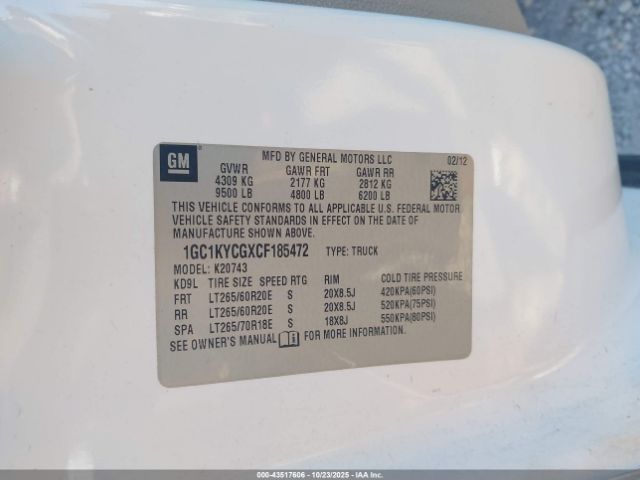 GM
MFD BY GENERAL MOTORS LLC 02/12
GVWR GAWR FRT GAWR RR
4309 KG 2177 KG 2812 KG
9500 LB 4800 LB 6200 LB
THIS VEHICLE CONFORMS TO ALL APPLICABLE U.S. FEDERAL MOTOR
VEHICLE SAFETY STANDARDS IN EFFECT ON THE DATE OF
MANUFACTURE SHOWN ABOVE.
1GC1KYCGXCF185472 TYPE: TRUCK
MODEL: K20743
KD9L TIRE SIZE SPEED RTG RIM COLD TIRE PRESSURE
FRT LT265/60R20E S 20X8.5J 420KPA(60PSI)
RR LT265/60R20E S 20X8.5J 520KPA(75PSI)
SPA LT265/70R18E S 18X8J 550KPA(80PSI)
SEE OWNER'S MANUAL FOR MORE INFORMATION.
000-43517606 - 10/23/2025 - IAA Inc.